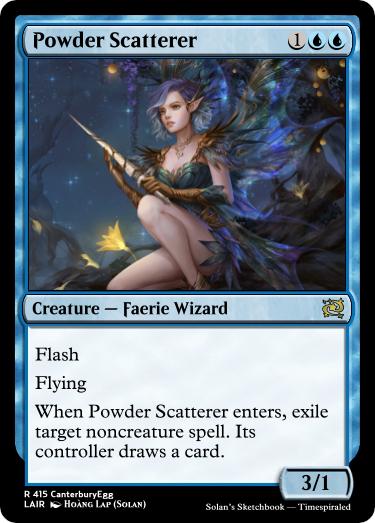 Powder Scatterer 1
Creature — Faerie Wizard
Flash
Flying
When Powder Scatterer enters, exile
target noncreature spell. Its
controller draws a card.
3/1
R 415 CanterburyEgg
LAIR Hoàng Lap (Solan)
Solan's Sketchbook — Timespiraled